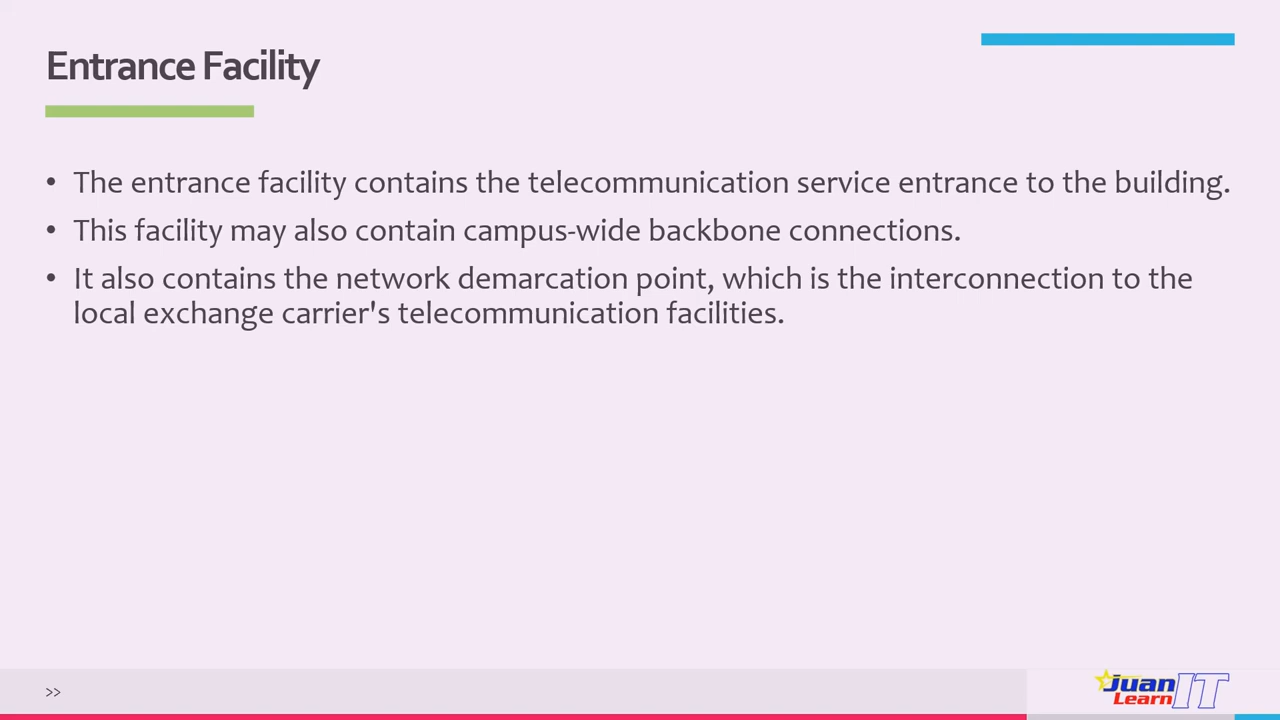 Entrance Facility
• The entrance facility contains the telecommunication service entrance to the building.
• This facility may also contain campus-wide backbone connections.
• It also contains the network demarcation point, which is the interconnection to the
local exchange carrier's telecommunication facilities.
>>
Juan
Learn
IT